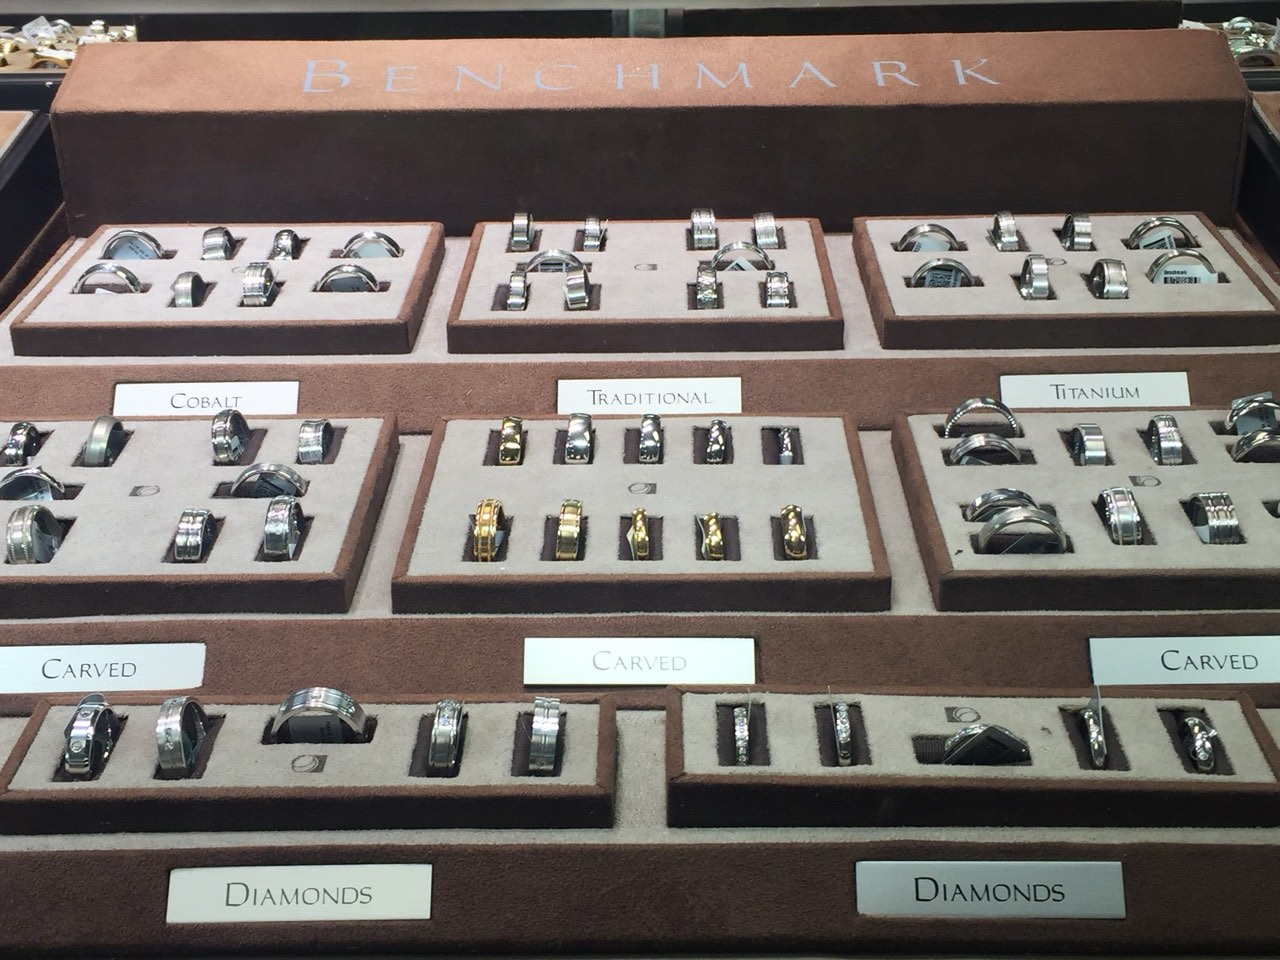 BENCHMARK
COBALT
TRADITIONAL
TITANIUM
CARVED
CARVED
CARVED
DIAMONDS
DIAMONDS